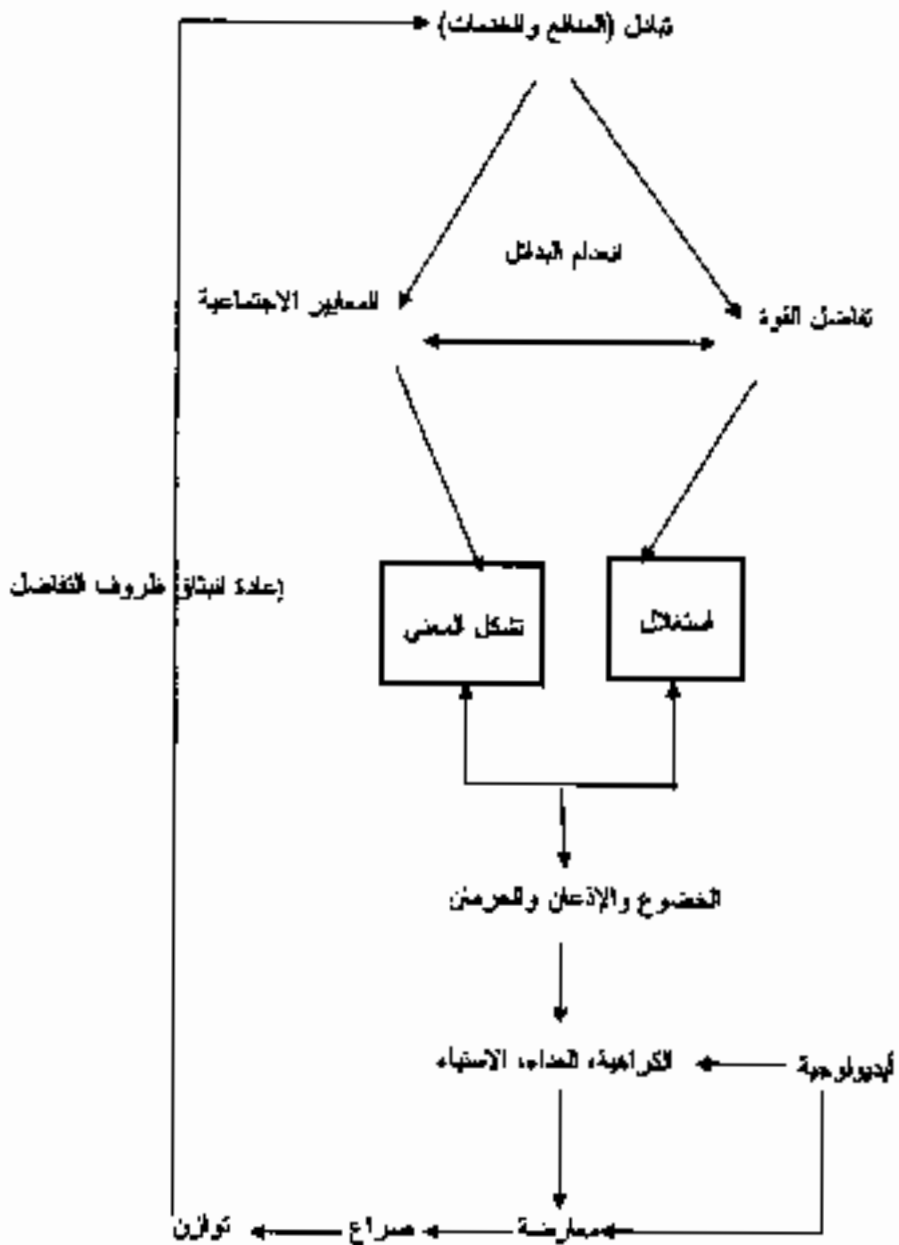 تبادل (المنافع والخدمات)
انعدام البدائل
تفاضل القوة
المعايير الاجتماعية
استغلال
تشكل المعنى
إعادة انبثاق ظروف التفاضل
الخضوع والإذعان والحرمان
أيديولوجية
الكراهية، العداء، الاستياء
معارضة
صراع
توازن